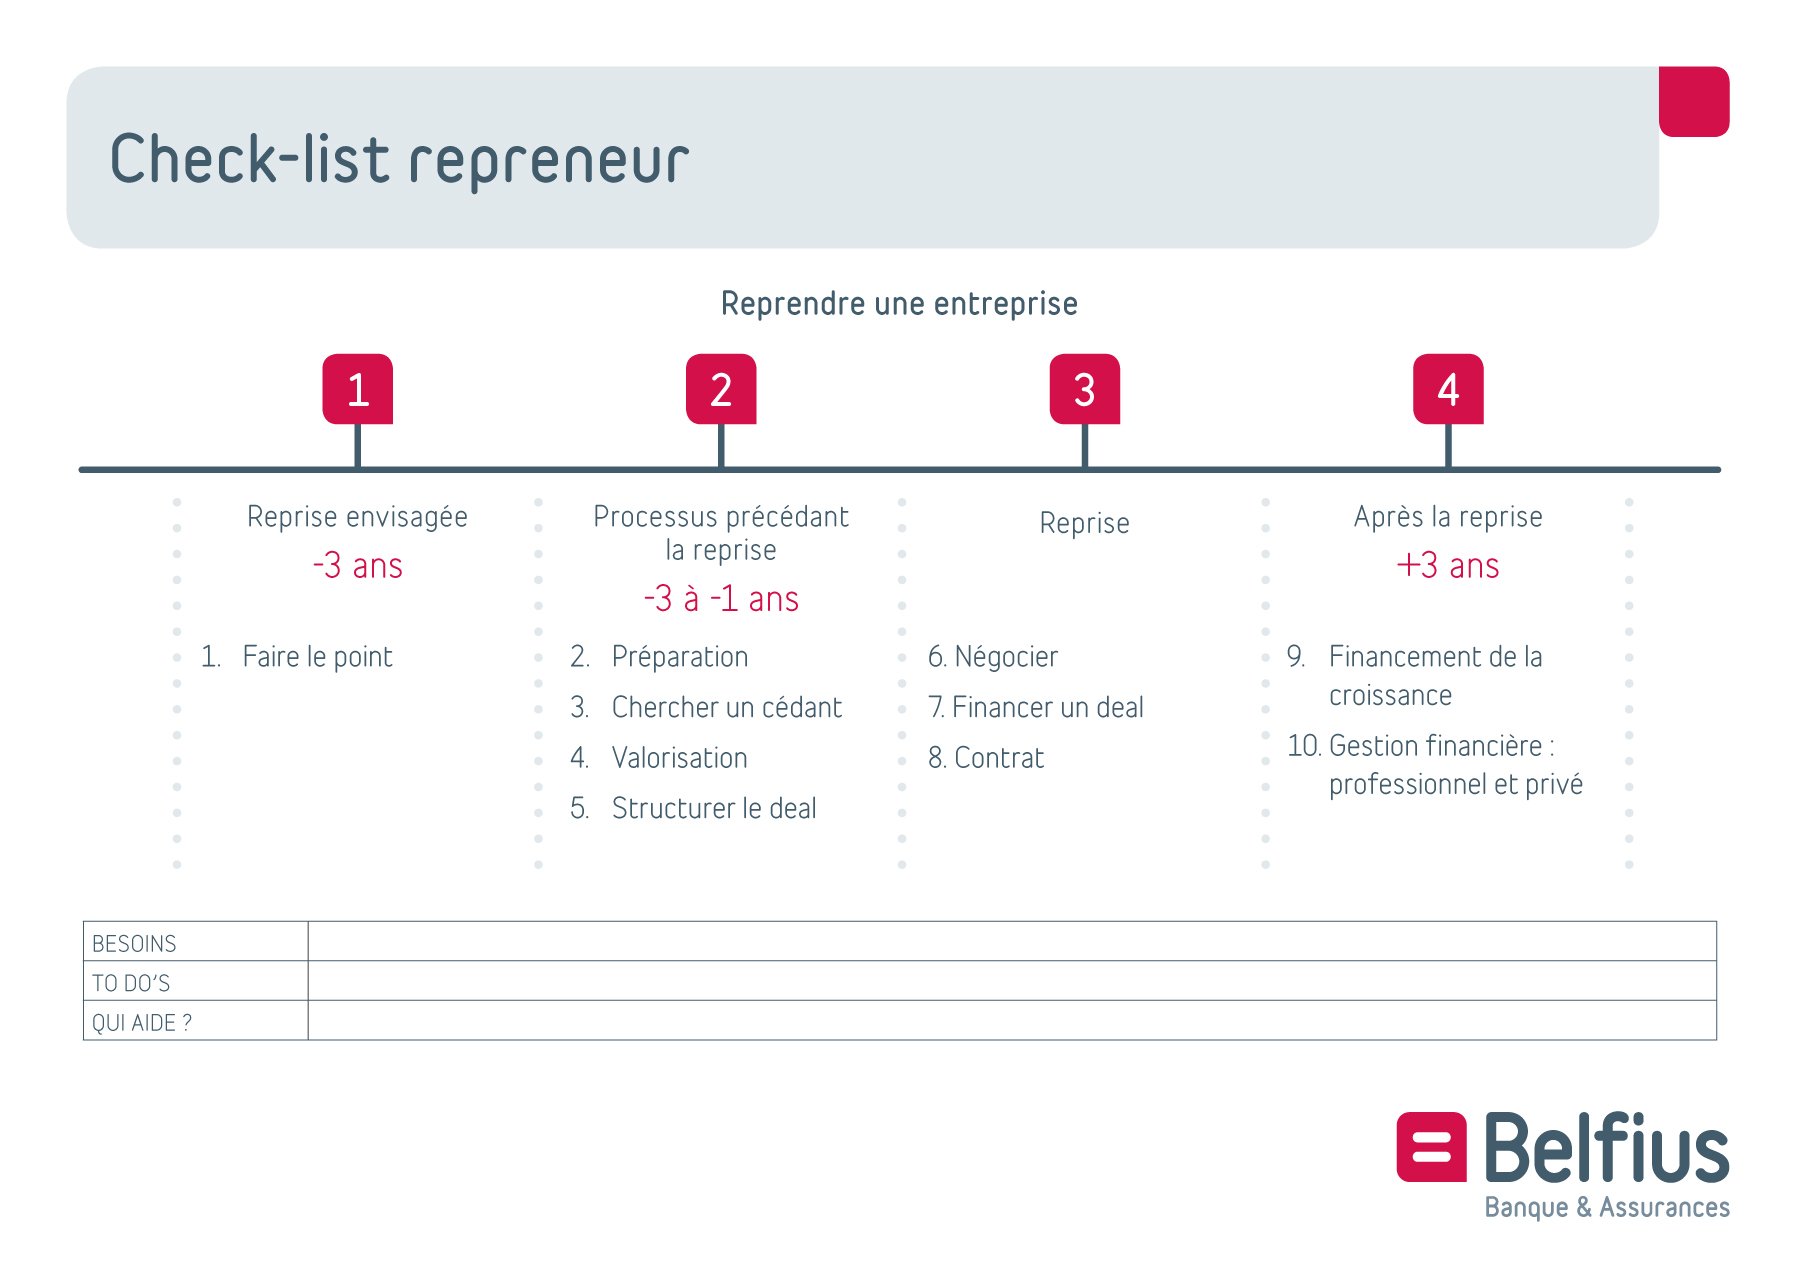 Check-list repreneur
Reprendre une entreprise
1
2
3
4
Reprise envisagée
-3 ans
1. Faire le point
Processus précédant
la reprise
-3 à -1 ans
2. Préparation
3. Chercher un cédant
4. Valorisation
5. Structurer le deal
Reprise
6. Négocier
7. Financer un deal
8. Contrat
Après la reprise
+3 ans
9. Financement de la
croissance
10. Gestion financière :
professionnel et privé
BESOINS
TO DO'S
QUI AIDE ?
Belfius
Banque & Assurances